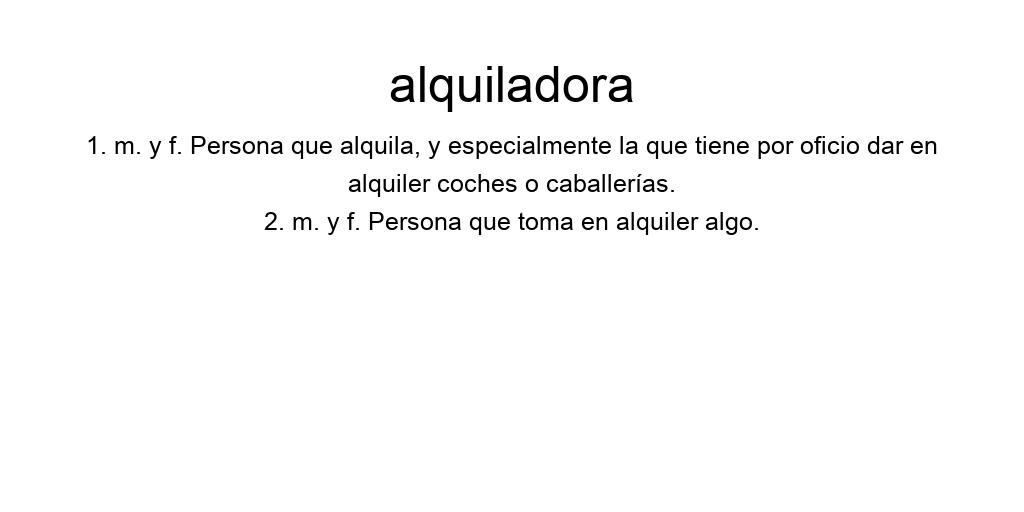 alquiladora
1. m. y f. Persona que alquila, y especialmente la que tiene por oficio dar en
alquiler coches o caballerías.
2. m. y f. Persona que toma en alquiler algo.